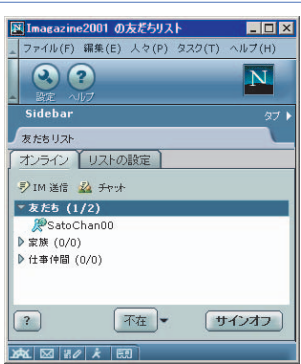 Imagazine2001 の友だちリスト
ファイル(F) 編集(E) 人々(P) タスク(T) ヘルプ(H)
? N
設定 ヘルプ
Sidebar タブ
友だちリスト
オンライン リストの設定
IM 送信 チャット
友だち (1/2)
SatoChan00
家族 (0/0)
仕事仲間 (0/0)
? 不在 サインオフ